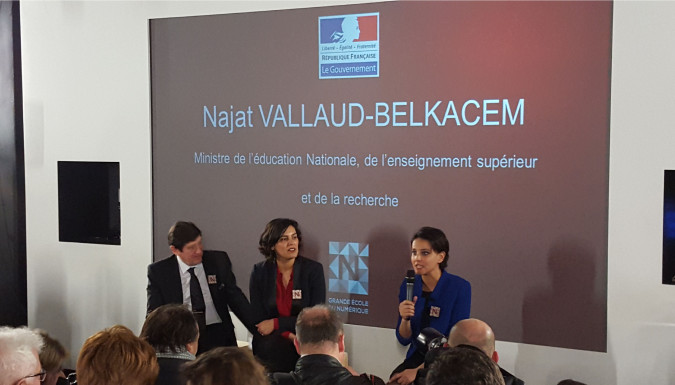 Liberté • Égalité • Fraternité
RÉPUBLIQUE FRANÇAISE
Le Gouvernement
Najat VALLAUD-BELKACEM
Ministre de l'éducation Nationale, de l'enseignement supérieur
et de la recherche
N
GRANDE ÉCOLE
DU NUMÉRIQUE